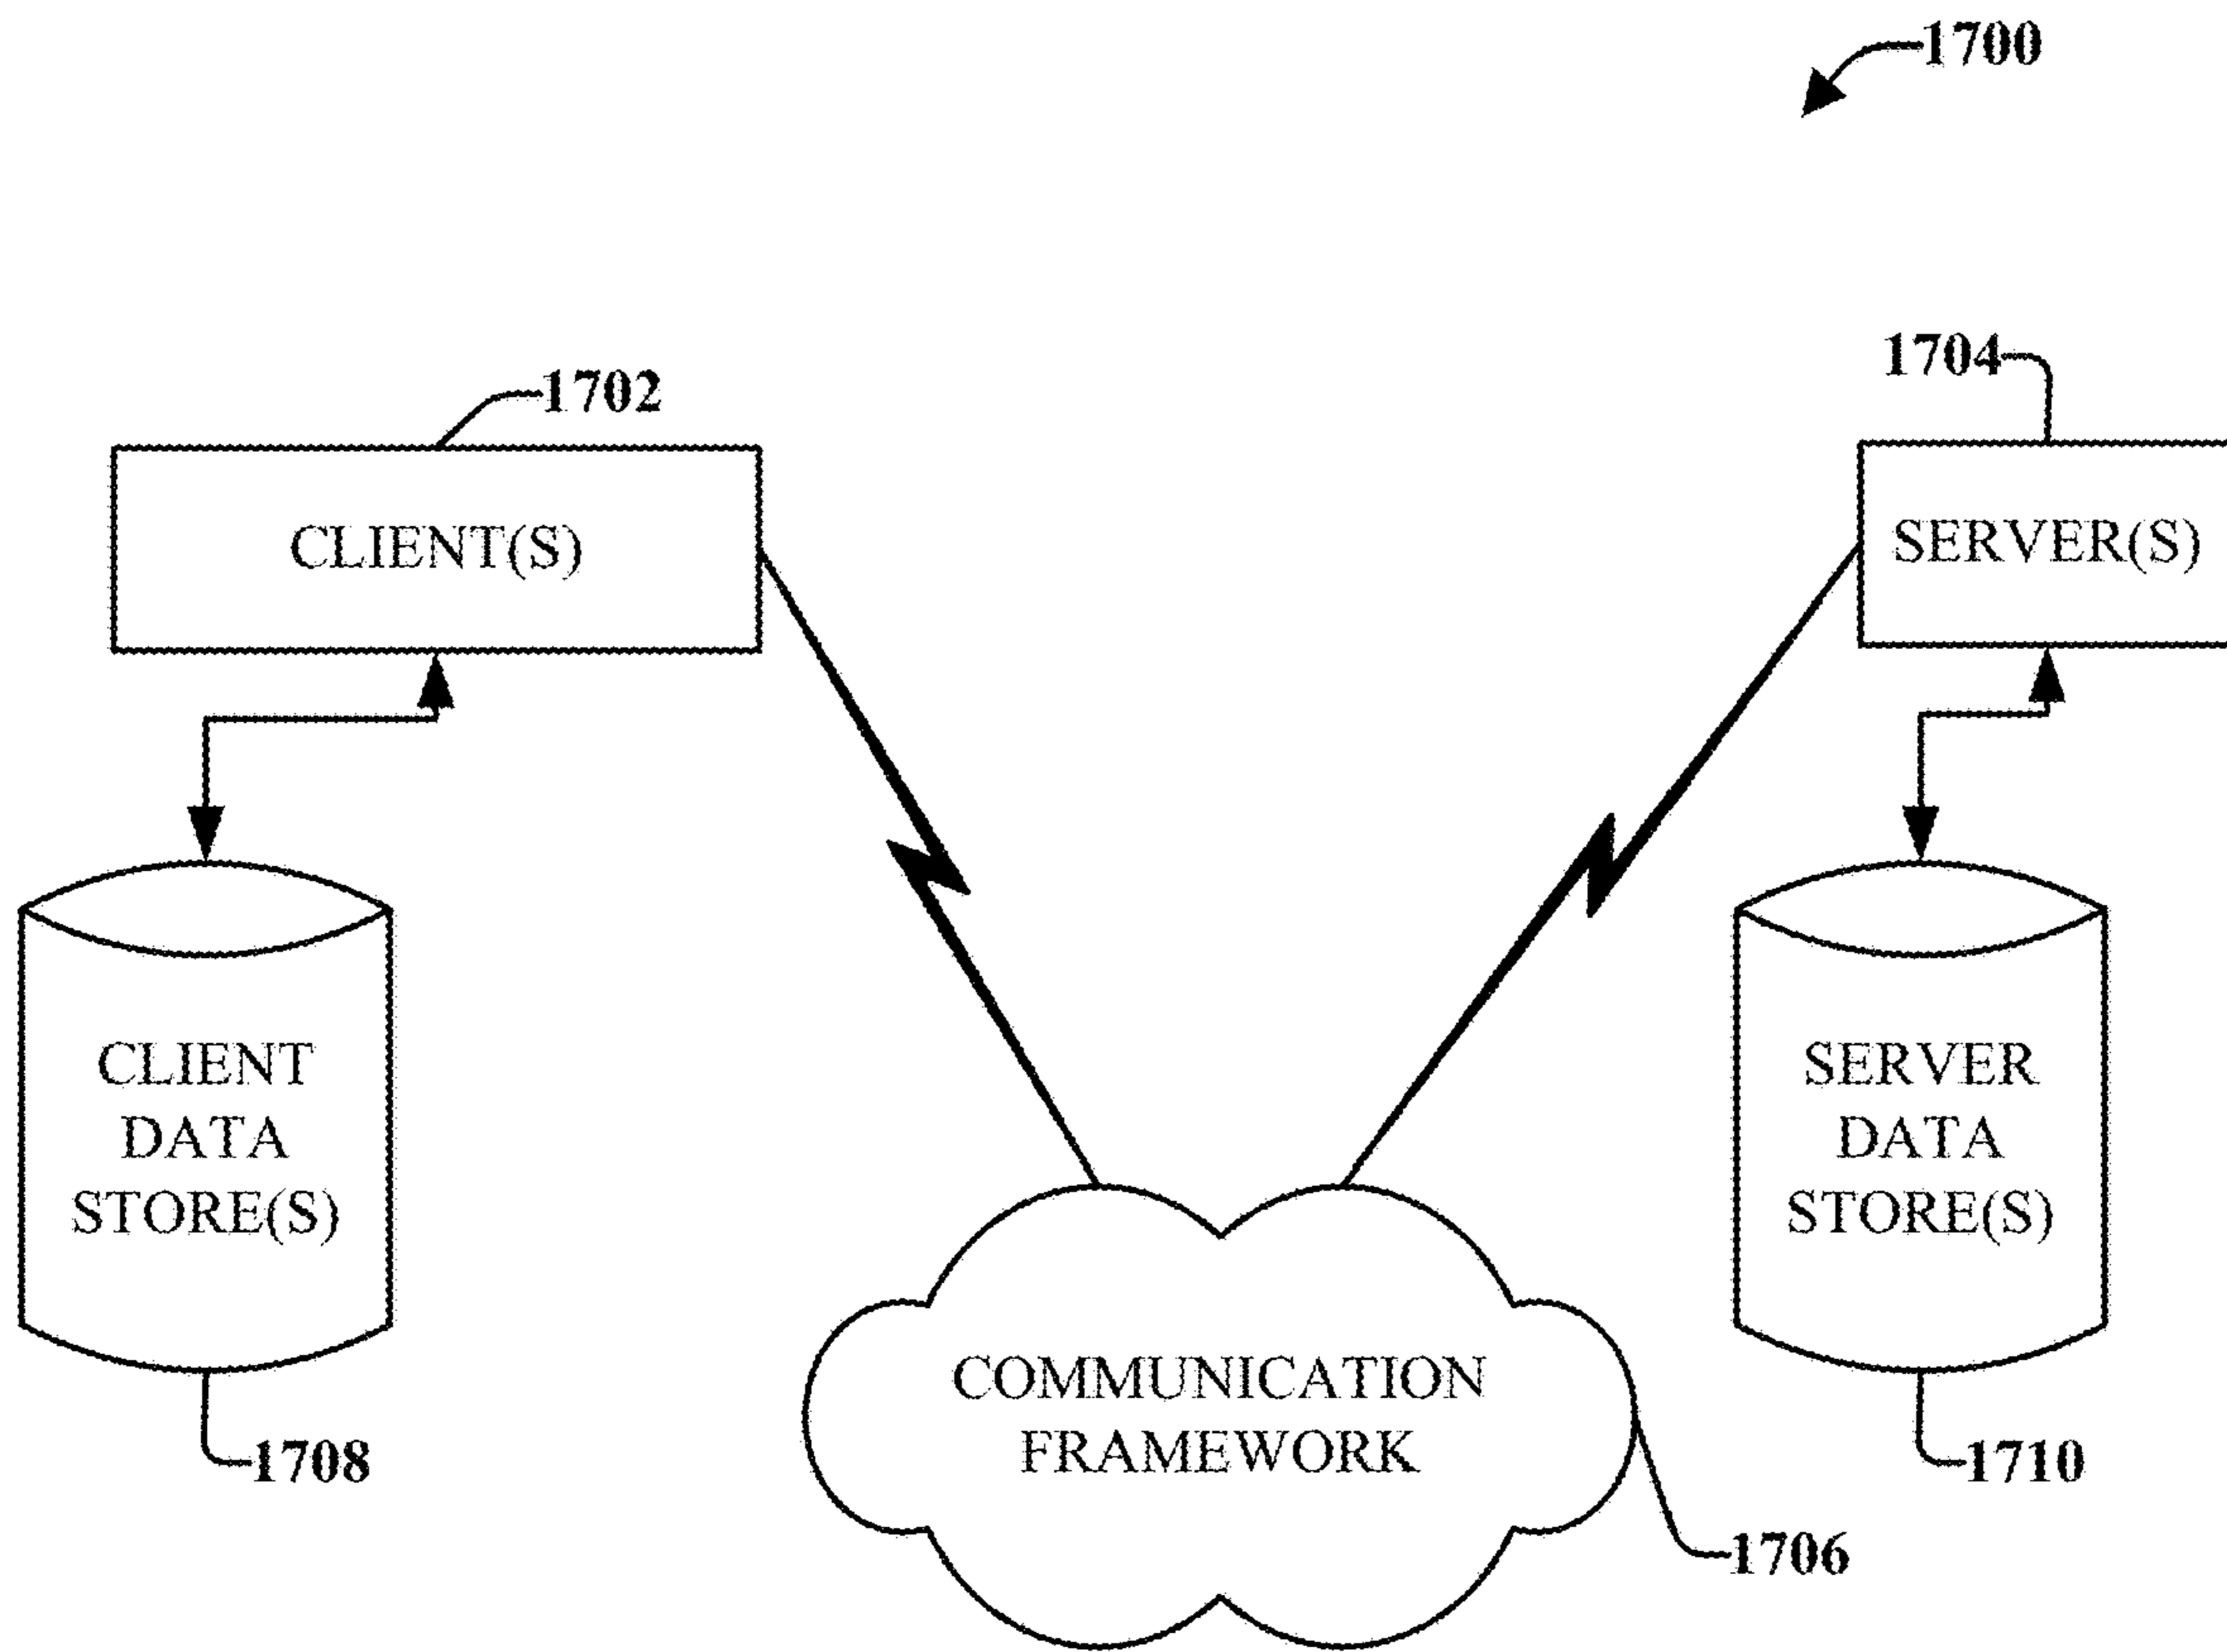 1700
1704
1702
CLIENT(S)
SERVER(S)
CLIENT
DATA
STORE(S)
SERVER
DATA
STORE(S)
COMMUNICATION
FRAMEWORK
1708
1710
1706